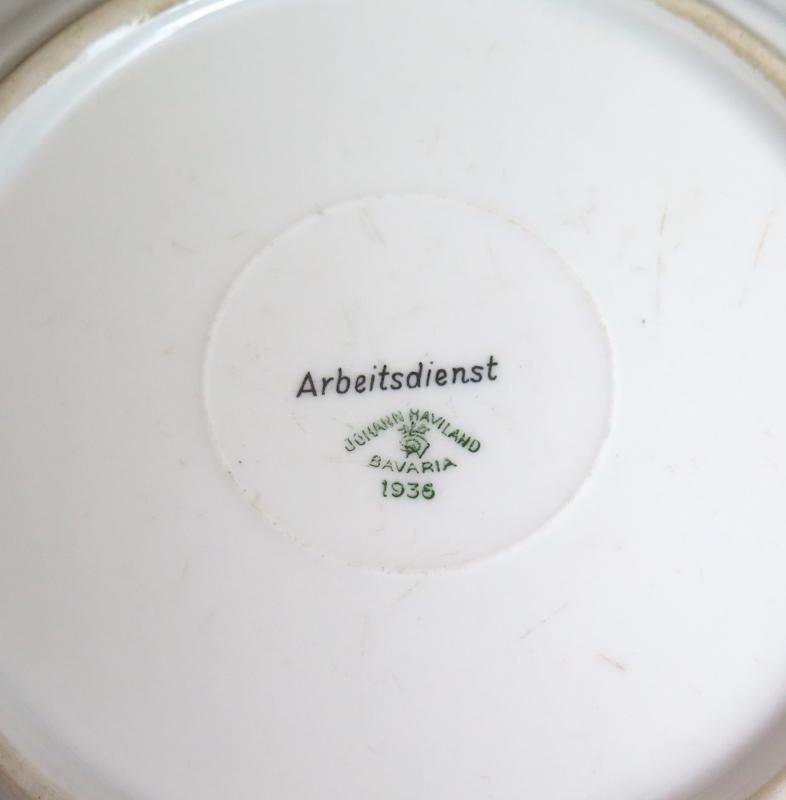 Arbeitsdienst
JOHANN HAVILAND
BAVARIA
1936